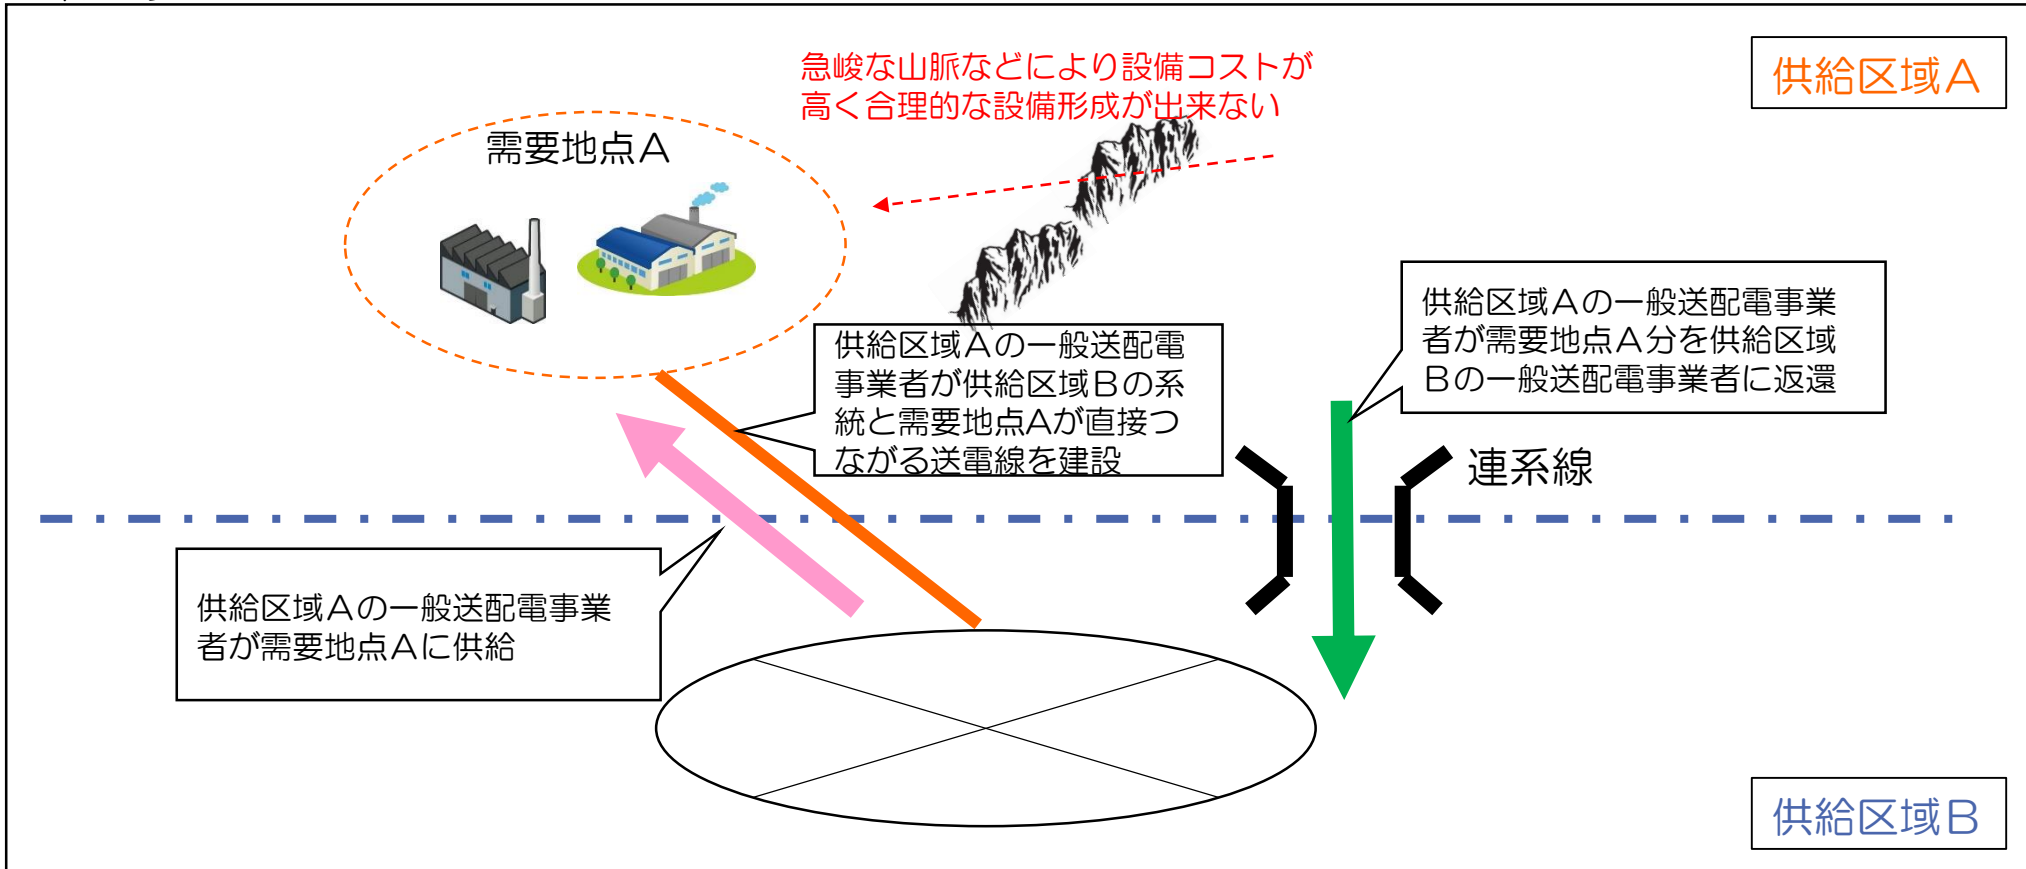 急峻な山脈などにより設備コストが
高く合理的な設備形成が出来ない
供給区域A
需要地点A
供給区域Aの一般送配電事業
者が需要地点A分を供給区域
Bの一般送配電事業者に返還
供給区域Aの一般送配電
事業者が供給区域Bの系
統と需要地点Aが直接つ
ながる送電線を建設
連系線
供給区域Aの一般送配電事業
者が需要地点Aに供給
供給区域B